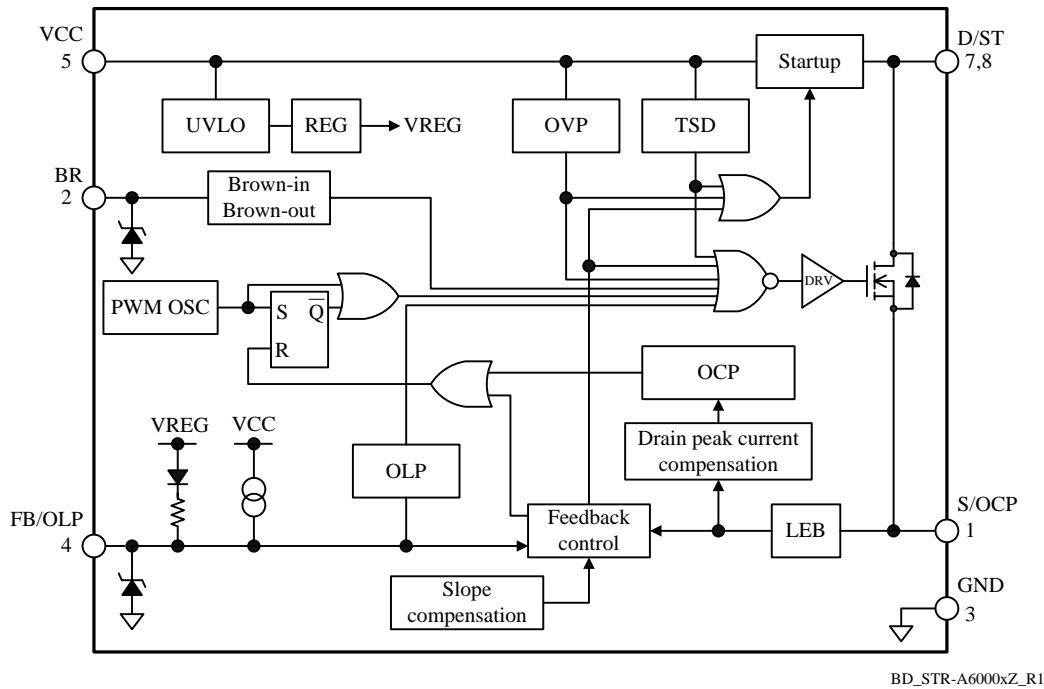 VCC
5
D/ST
7,8
Startup
UVLO
REG
VREG
OVP
TSD
BR
2
Brown-in
Brown-out
PWM OSC
S
Q̅
R
DRV
OCP
VREG
VCC
OLP
Drain peak current
compensation
FB/OLP
4
Feedback
control
LEB
S/OCP
1
Slope
compensation
GND
3
BD_STR-A6000xZ_R1